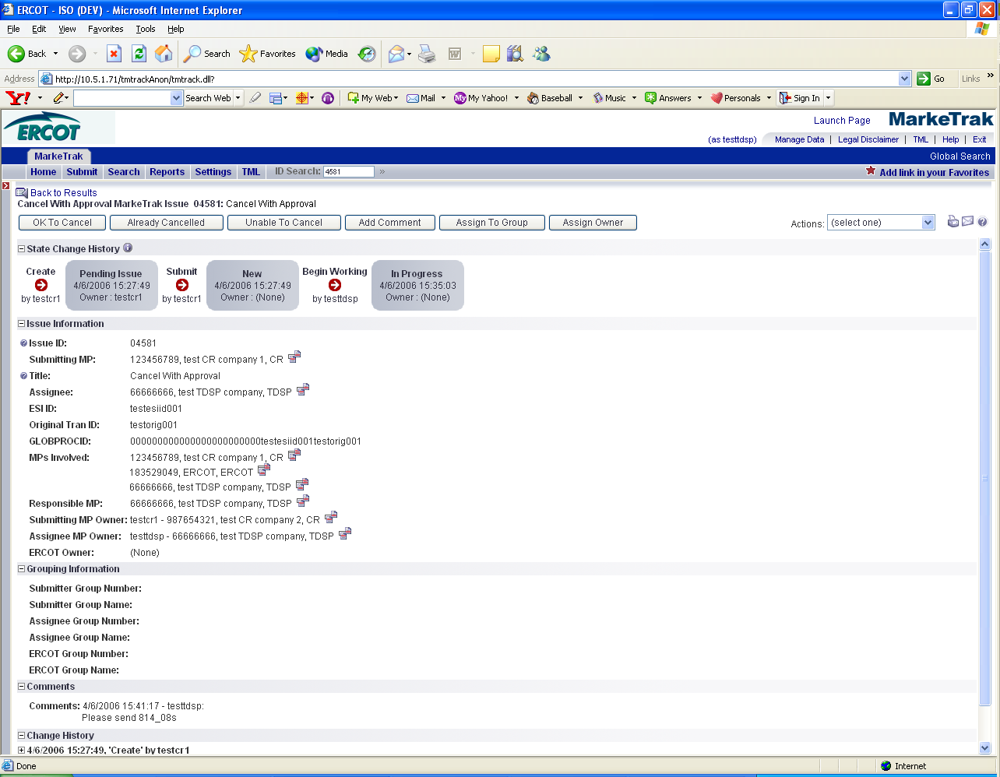 ERCOT - ISO (DEV) - Microsoft Internet Explorer
File Edit View Favorites Tools Help
Back Search Favorites Media
Address http://10.5.1.71/tmtrackAnon/tmtrack.dll? Go Links »
Y! Search Web My Web Mail My Yahoo! Baseball Music Answers Personals Sign In
ERCOT
Launch Page MarkeTrak
(as testtdsp) Manage Data | Legal Disclaimer | TML | Help | Exit
MarkeTrak Global Search
Home Submit Search Reports Settings TML ID Search: 4581 » Add link in your Favorites
Back to Results
Cancel With Approval MarkeTrak Issue 04581: Cancel With Approval
OK To Cancel Already Cancelled Unable To Cancel Add Comment Assign To Group Assign Owner Actions: (select one)
State Change History
Create Pending Issue Submit New Begin Working In Progress
4/6/2006 15:27:49 4/6/2006 15:27:49 4/6/2006 15:35:03
by testcr1 Owner : testcr1 by testcr1 Owner : (None) by testtdsp Owner : (None)
Issue Information
Issue ID: 04581
Submitting MP: 123456789, test CR company 1, CR
Title: Cancel With Approval
Assignee: 66666666, test TDSP company, TDSP
ESI ID: testesiid001
Original Tran ID: testorig001
GLOBPROCID: 000000000000000000000000testesiid001testorig001
MPs Involved: 123456789, test CR company 1, CR
183529049, ERCOT, ERCOT
66666666, test TDSP company, TDSP
Responsible MP: 66666666, test TDSP company, TDSP
Submitting MP Owner: testcr1 - 987654321, test CR company 2, CR
Assignee MP Owner: testtdsp - 66666666, test TDSP company, TDSP
ERCOT Owner: (None)
Grouping Information
Submitter Group Number:
Submitter Group Name:
Assignee Group Number:
Assignee Group Name:
ERCOT Group Number:
ERCOT Group Name:
Comments
Comments: 4/6/2006 15:41:17 - testtdsp:
Please send 814_08s
Change History
4/6/2006 15:27:49, 'Create' by testcr1
Done Internet